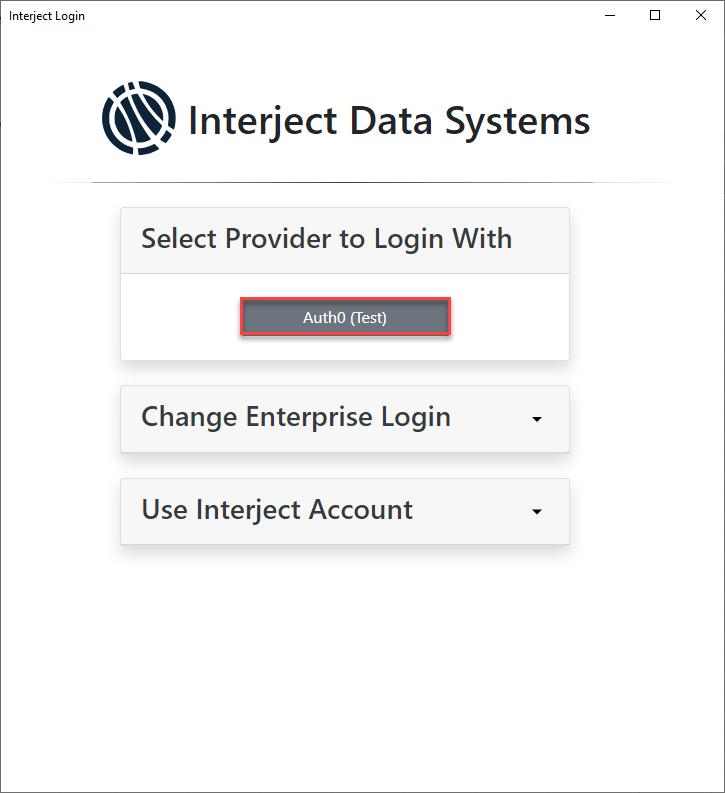 Interject Login
Interject Data Systems
Select Provider to Login With
Auth0 (Test)
Change Enterprise Login
Use Interject Account